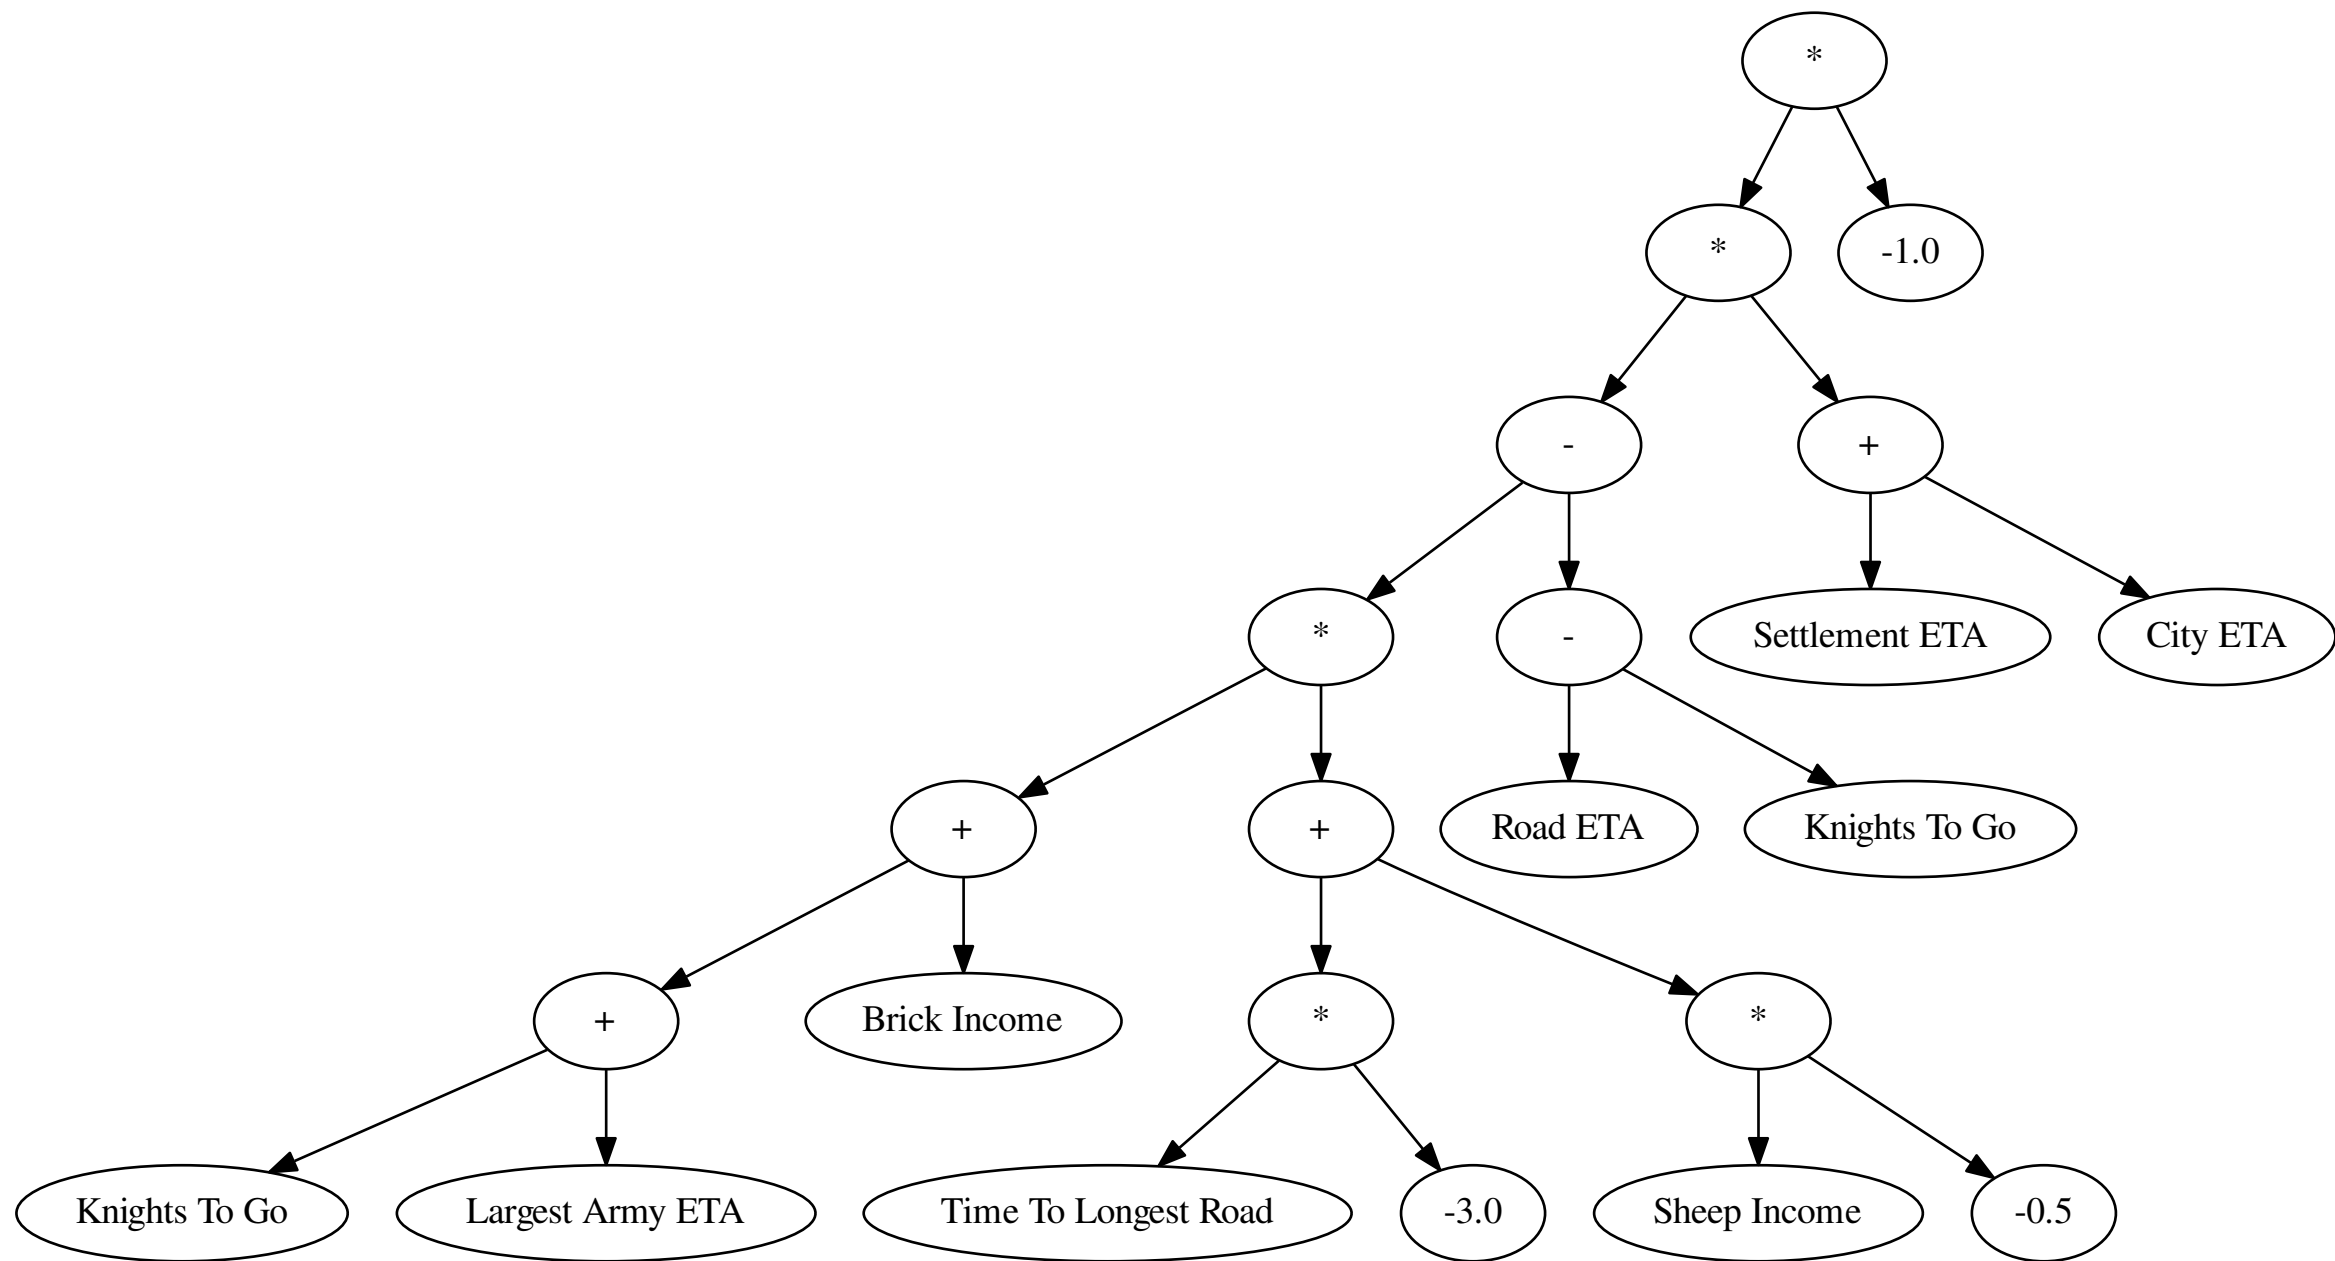 *
*
-1.0
-
+
*
-
Settlement ETA
City ETA
+
+
Road ETA
Knights To Go
+
Brick Income
*
*
Knights To Go
Largest Army ETA
Time To Longest Road
-3.0
Sheep Income
-0.5